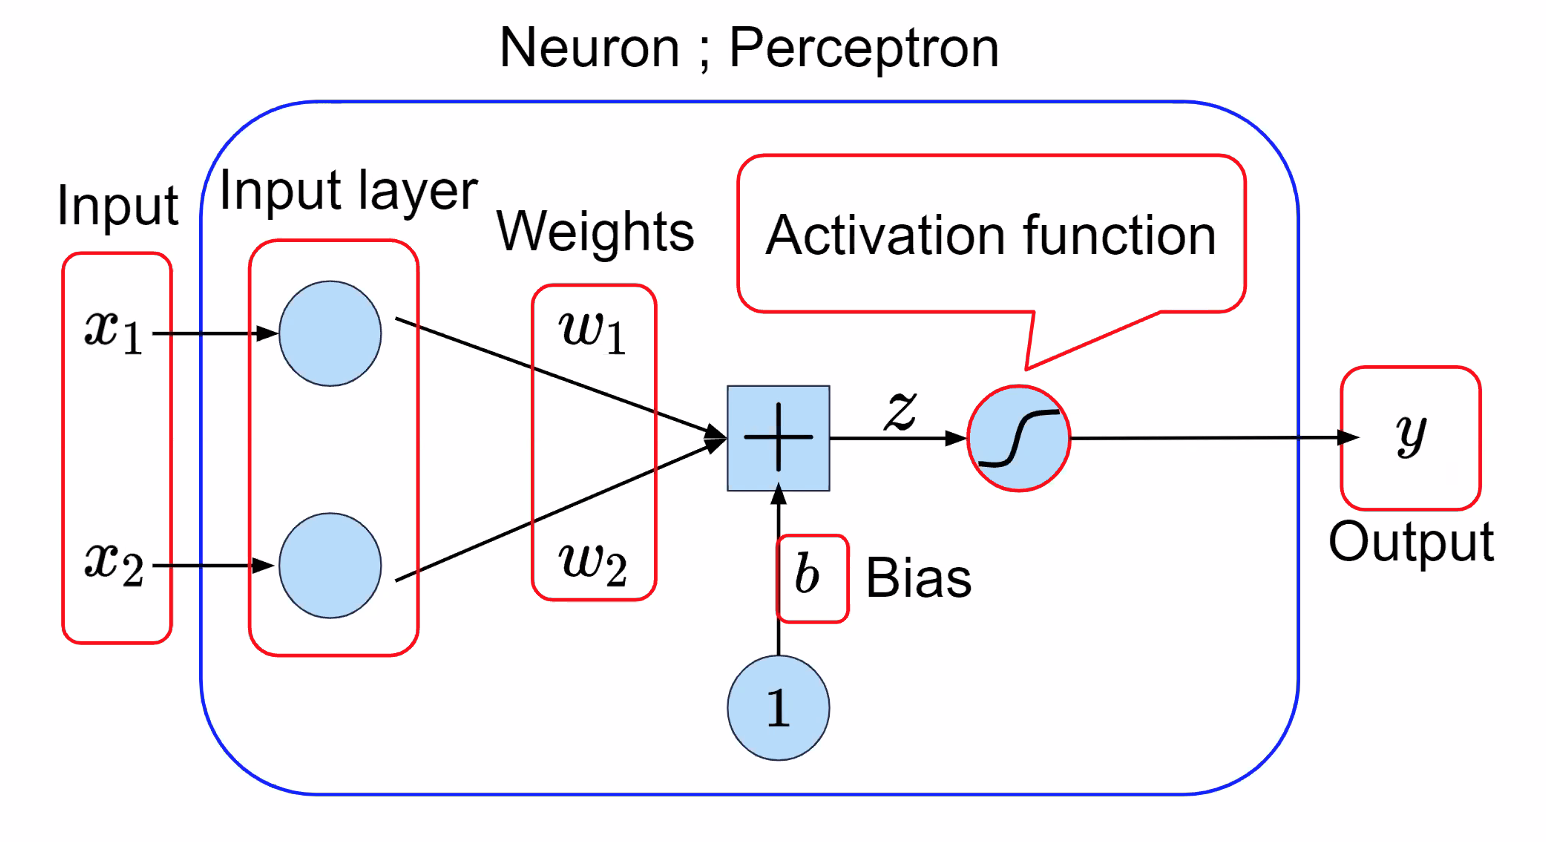 Neuron ; Perceptron
Input
Input layer
Weights
Activation function
x₁
w₁
z
y
Output
x₂
w₂
b
Bias
1